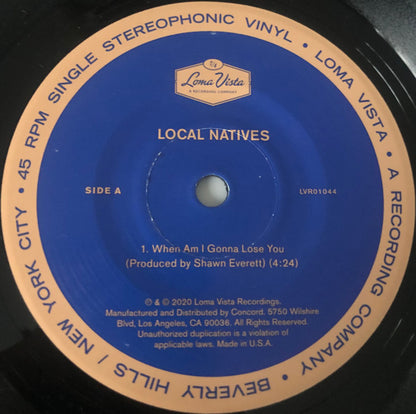 45 RPM SINGLE STEREOPHONIC VINYL • LOMA VISTA • A RECORDING COMPANY • BEVERLY HILLS / NEW YORK CITY •
Loma Vista
A RECORDING COMPANY
LOCAL NATIVES
SIDE A
LVR01044
1. When Am I Gonna Lose You
(Produced by Shawn Everett) (4:24)
℗ & © 2020 Loma Vista Recordings.
Manufactured and Distributed by Concord. 5750 Wilshire
Blvd, Los Angeles, CA 90036. All Rights Reserved.
Unauthorized duplication is a violation of
applicable laws. Made in U.S.A.